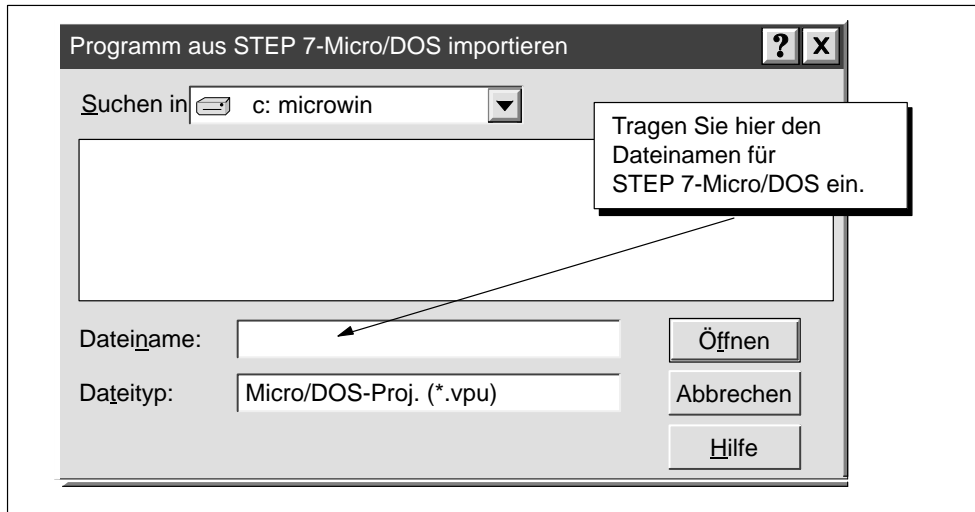 Programm aus STEP 7-Micro/DOS importieren
? X
Suchen in
c: microwin
Tragen Sie hier den
Dateinamen für
STEP 7-Micro/DOS ein.
Dateiname:
Öffnen
Dateityp:
Micro/DOS-Proj. (*.vpu)
Abbrechen
Hilfe